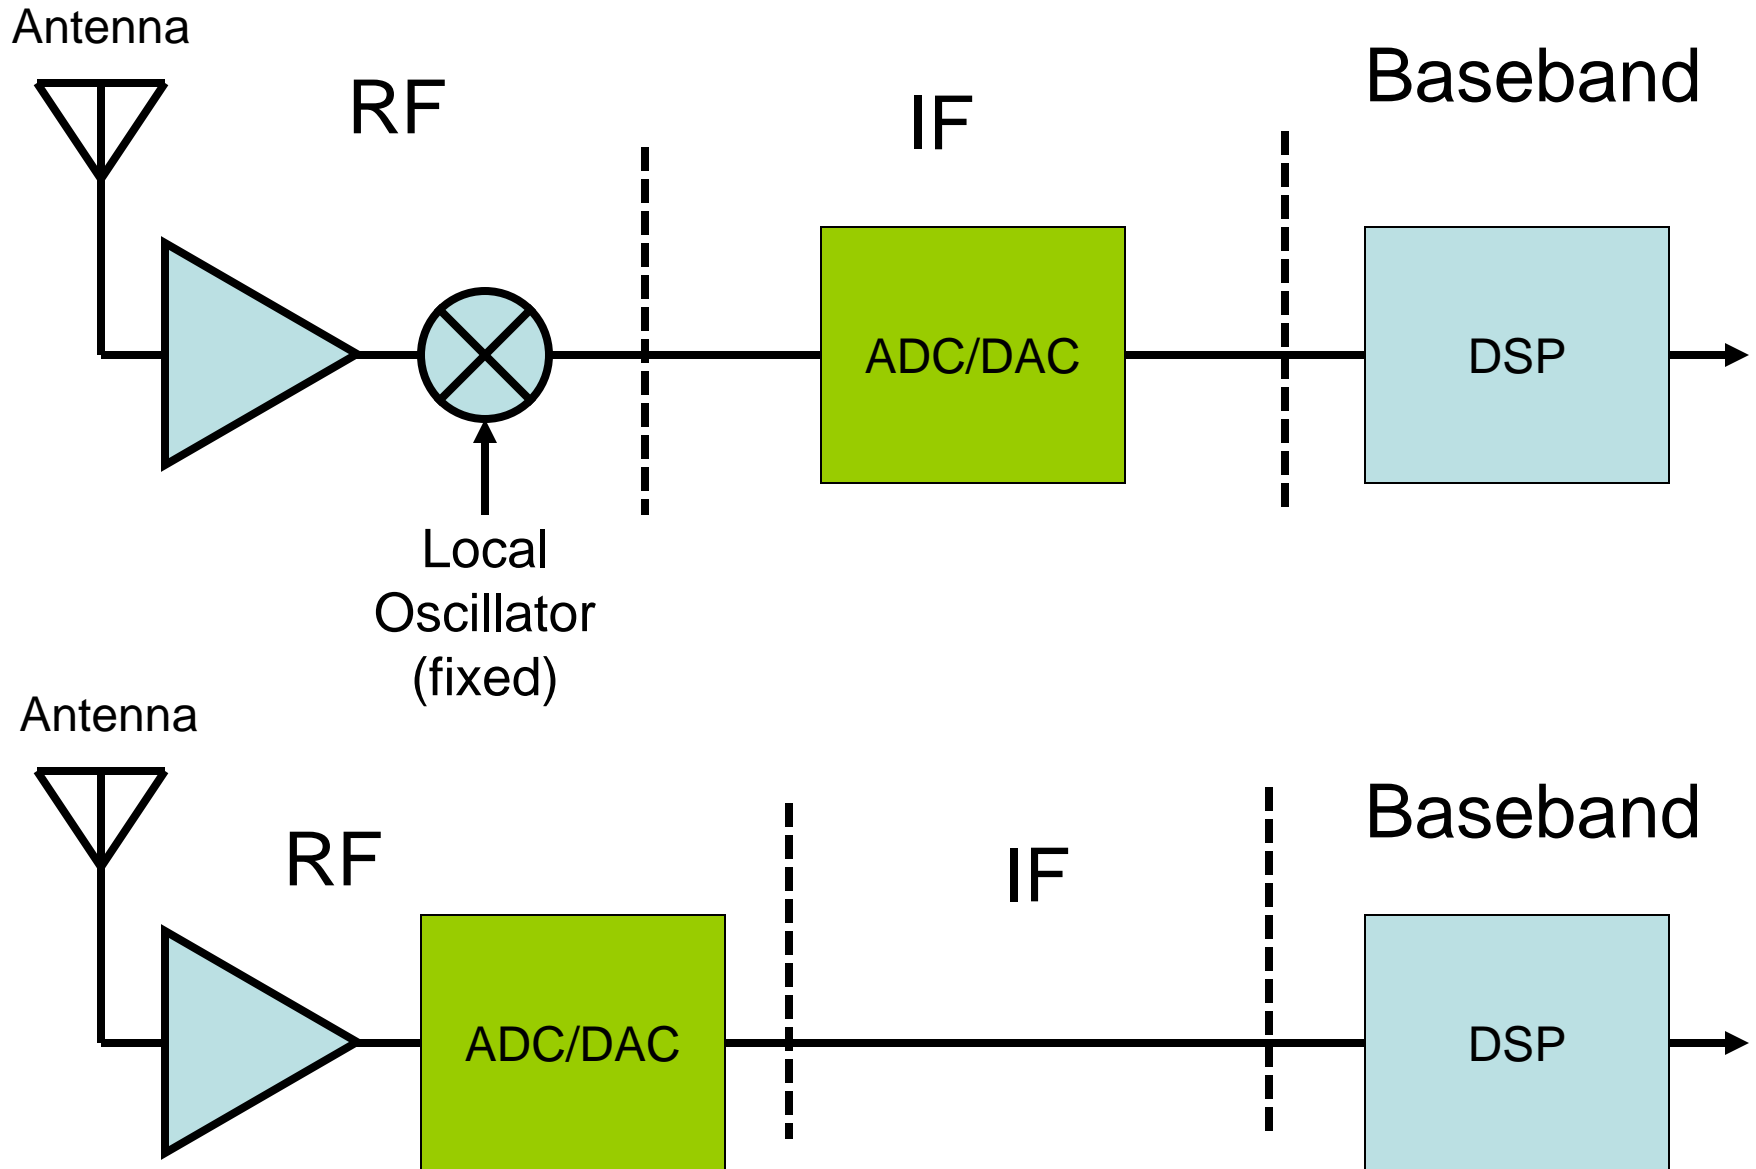 Antenna
RF
IF
Baseband
ADC/DAC
DSP
Local
Oscillator
(fixed)
Antenna
RF
IF
Baseband
ADC/DAC
DSP